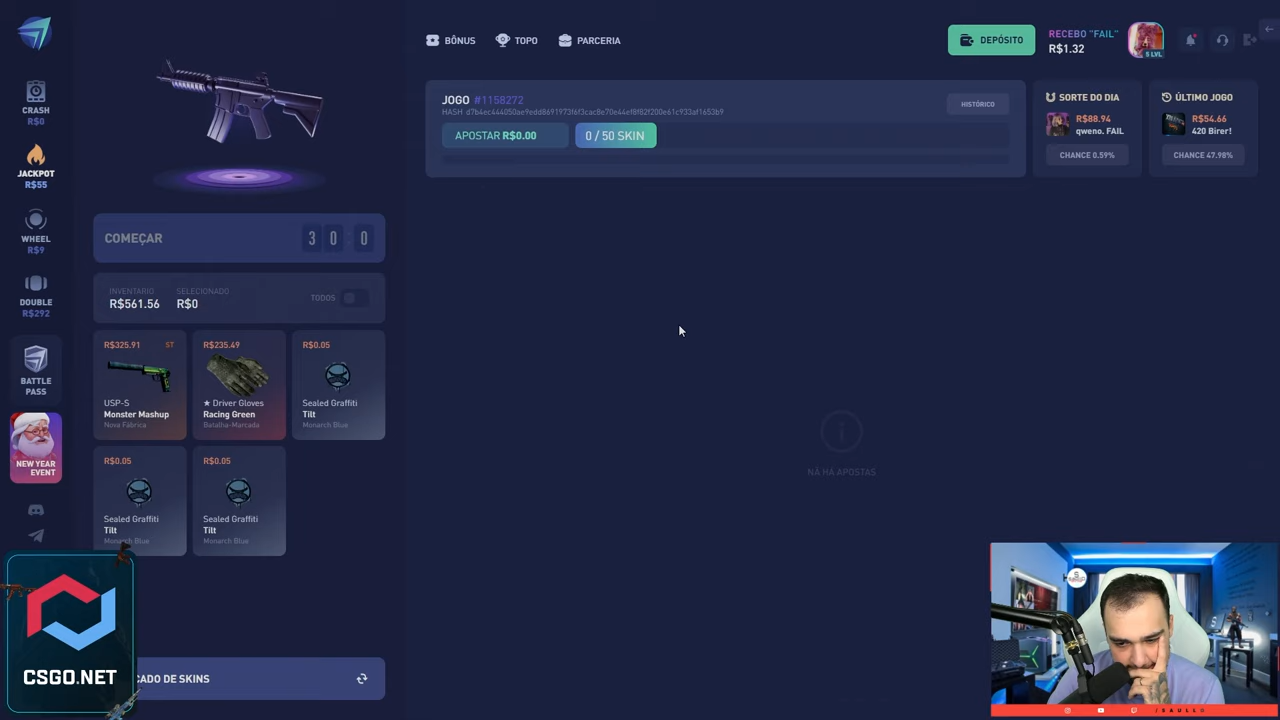 BÔNUS
TOPO
PARCERIA
DEPÓSITO
RECEBO "FAIL"
R$1.32
5 LVL
CRASH
R$0
JACKPOT
R$55
WHEEL
R$9
DOUBLE
R$292
BATTLE
PASS
NEW YEAR
EVENT
COMEÇAR
3 0 0
INVENTARIO
R$561.56
SELECIONADO
R$0
TODOS
R$325.91 ST
USP-S
Monster Mashup
Nova Fábrica
R$235.49
★ Driver Gloves
Racing Green
Batalha-Marcada
R$0.05
Sealed Graffiti
Tilt
Monarch Blue
R$0.05
Sealed Graffiti
Tilt
Monarch Blue
R$0.05
Sealed Graffiti
Tilt
Monarch Blue
CADO DE SKINS
CSGO.NET
JOGO #1158272
HISTÓRICO
APOSTAR R$0.00
0 / 50 SKIN
SORTE DO DIA
R$88.94
qweno. FAIL
CHANCE 0.59%
ÚLTIMO JOGO
R$54.66
420 Birer!
CHANCE 47.98%
NÃ HÁ APOSTAS
/SAULLO